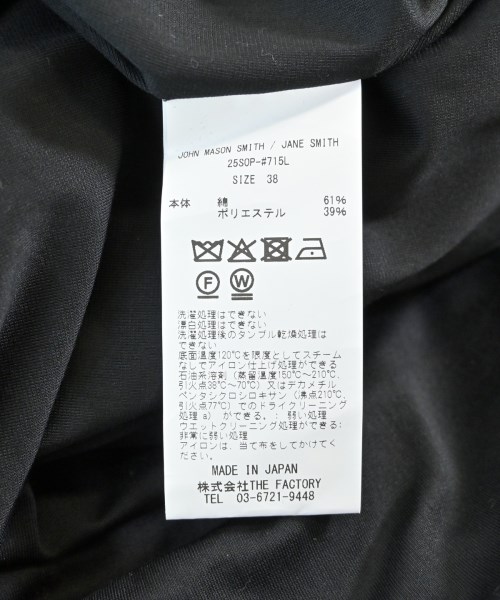 JOHN MASON SMITH / JANE SMITH
25SOP-#715L
SIZE 38
本体 綿 61%
ポリエステル 39%
F W
洗濯処理はできない
漂白処理はできない
洗濯処理後のタンブル乾燥処理は
できない
底面温度120℃を限度としてスチーム
なしでアイロン仕上げ処理ができる
石油系溶剤（蒸留温度150℃～210℃、
引火点38℃～70℃）又はデカメチル
ペンタシクロシロキサン（沸点210℃、
引火点77℃）でのドライクリーニング
処理 a) ができる。：弱い処理
ウエットクリーニング処理ができる：
非常に弱い処理
アイロンは、当て布をしてかけてく
ださい。
MADE IN JAPAN
株式会社THE FACTORY
TEL 03-6721-9448